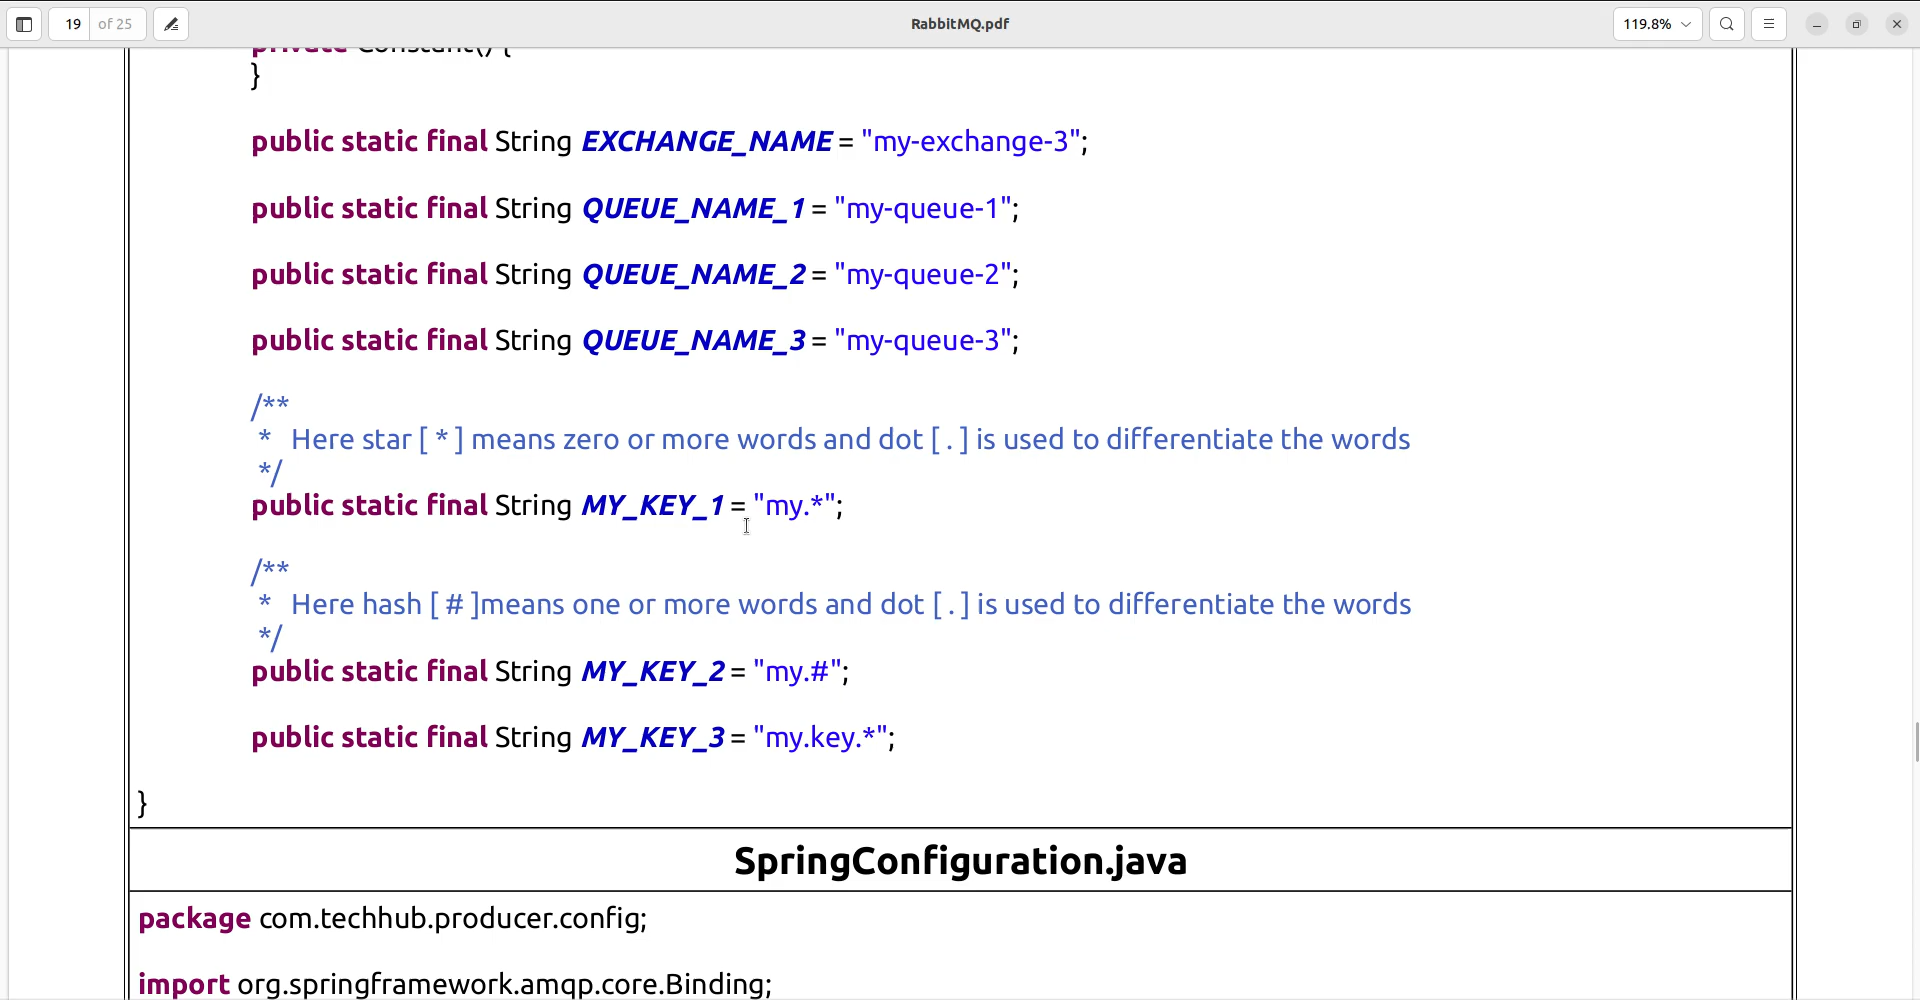 19 of 25
RabbitMQ.pdf
119.8%
private Constant() {
}
public static final String EXCHANGE_NAME = "my-exchange-3";
public static final String QUEUE_NAME_1 = "my-queue-1";
public static final String QUEUE_NAME_2 = "my-queue-2";
public static final String QUEUE_NAME_3 = "my-queue-3";
/**
* Here star [ * ] means zero or more words and dot [ . ] is used to differentiate the words
*/
public static final String MY_KEY_1 = "my.*";
/**
* Here hash [ # ]means one or more words and dot [ . ] is used to differentiate the words
*/
public static final String MY_KEY_2 = "my.#";
public static final String MY_KEY_3 = "my.key.*";
}
SpringConfiguration.java
package com.techhub.producer.config;
import org.springframework.amqp.core.Binding;